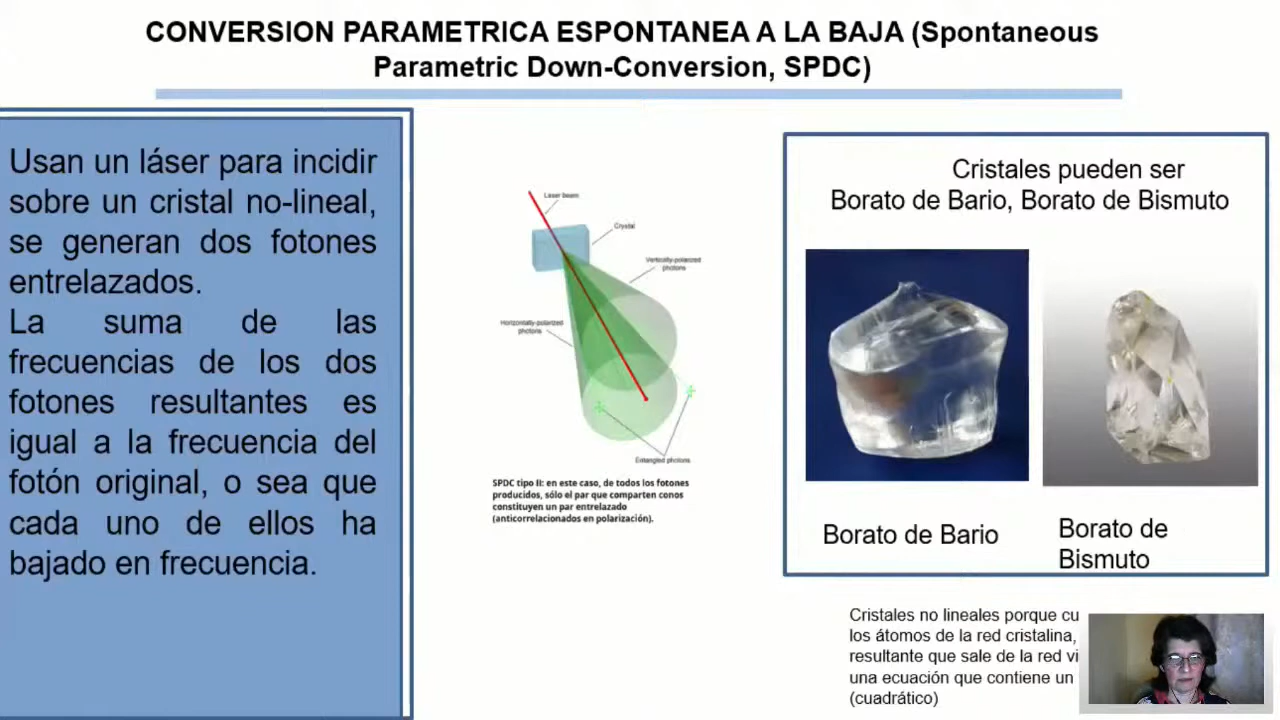 CONVERSION PARAMETRICA ESPONTANEA A LA BAJA (Spontaneous
Parametric Down-Conversion, SPDC)
Usan un láser para incidir
sobre un cristal no-lineal,
se generan dos fotones
entrelazados.
La suma de las
frecuencias de los dos
fotones resultantes es
igual a la frecuencia del
fotón original, o sea que
cada uno de ellos ha
bajado en frecuencia.
Laser beam
Crystal
Vertically-polarized
photons
Horizontally-polarized
photons
Entangled photons
SPDC tipo II: en este caso, de todos los fotones
producidos, sólo el par que comparten conos
constituyen un par entrelazado
(anticorrelacionados en polarización).
Cristales pueden ser
Borato de Bario, Borato de Bismuto
Borato de Bario
Borato de
Bismuto
Cristales no lineales porque cu
los átomos de la red cristalina,
resultante que sale de la red vi
una ecuación que contiene un
(cuadrático)